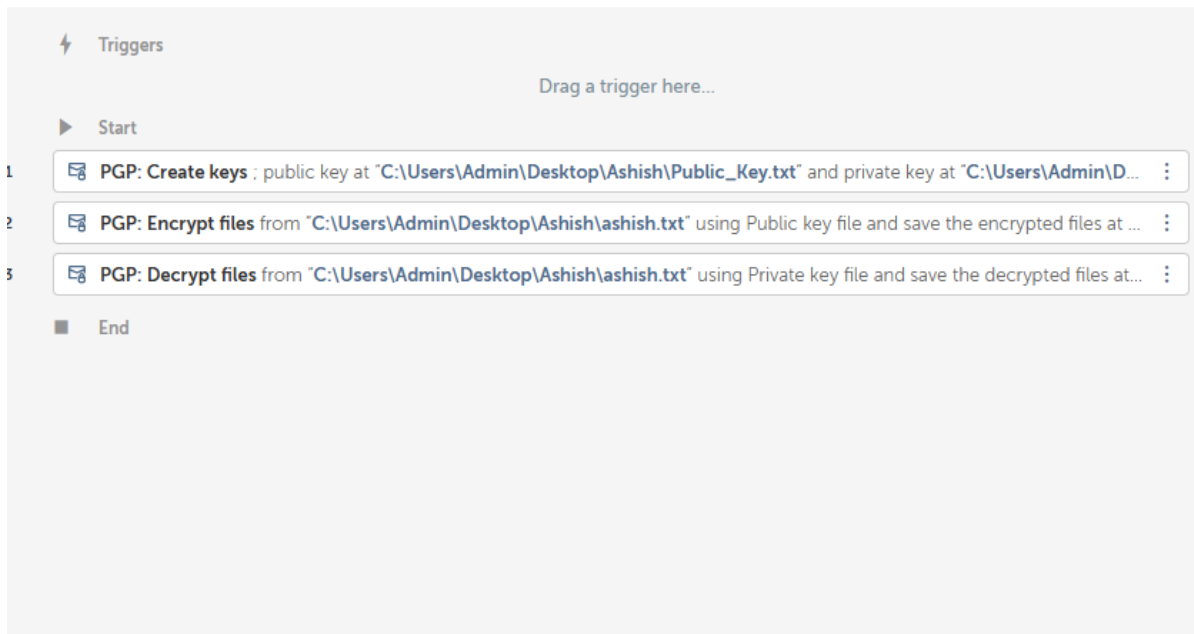 Triggers
Drag a trigger here...
Start
1 PGP: Create keys ; public key at "C:\Users\Admin\Desktop\Ashish\Public_Key.txt" and private key at "C:\Users\Admin\D...
2 PGP: Encrypt files from "C:\Users\Admin\Desktop\Ashish\ashish.txt" using Public key file and save the encrypted files at ...
3 PGP: Decrypt files from "C:\Users\Admin\Desktop\Ashish\ashish.txt" using Private key file and save the decrypted files at...
End